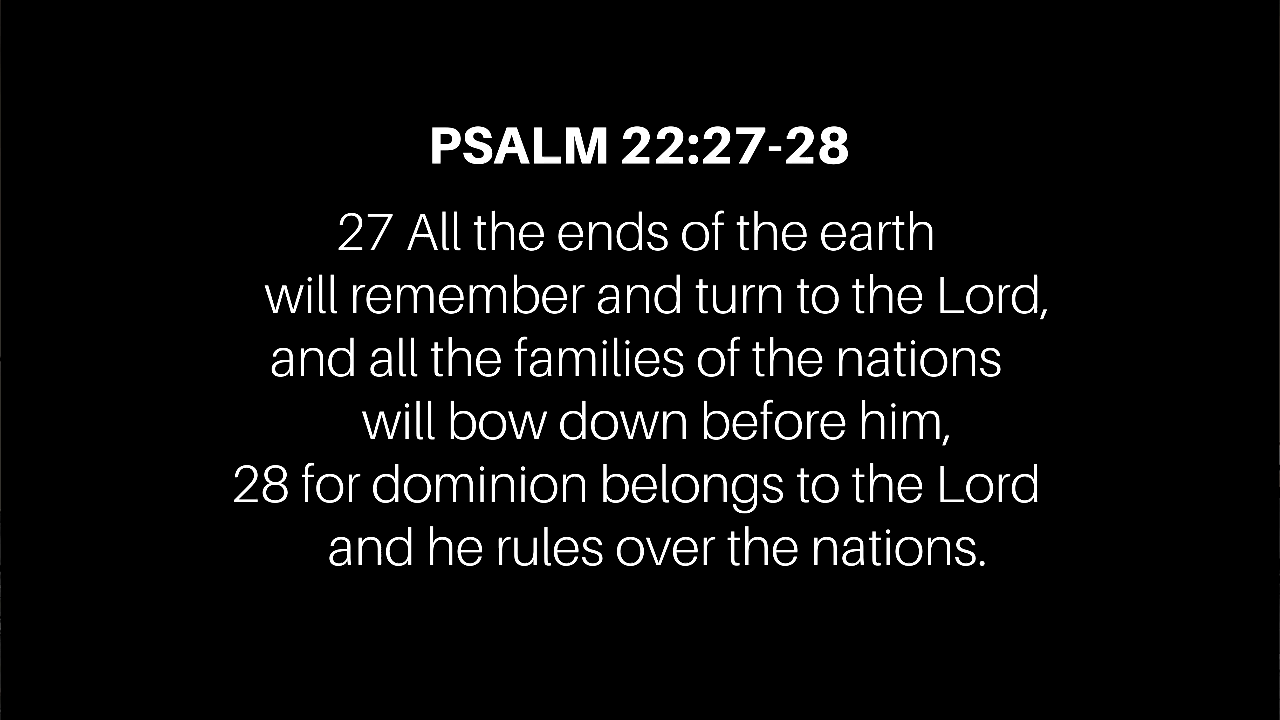 PSALM 22:27-28
27 All the ends of the earth
will remember and turn to the Lord,
and all the families of the nations
will bow down before him,
28 for dominion belongs to the Lord
and he rules over the nations.